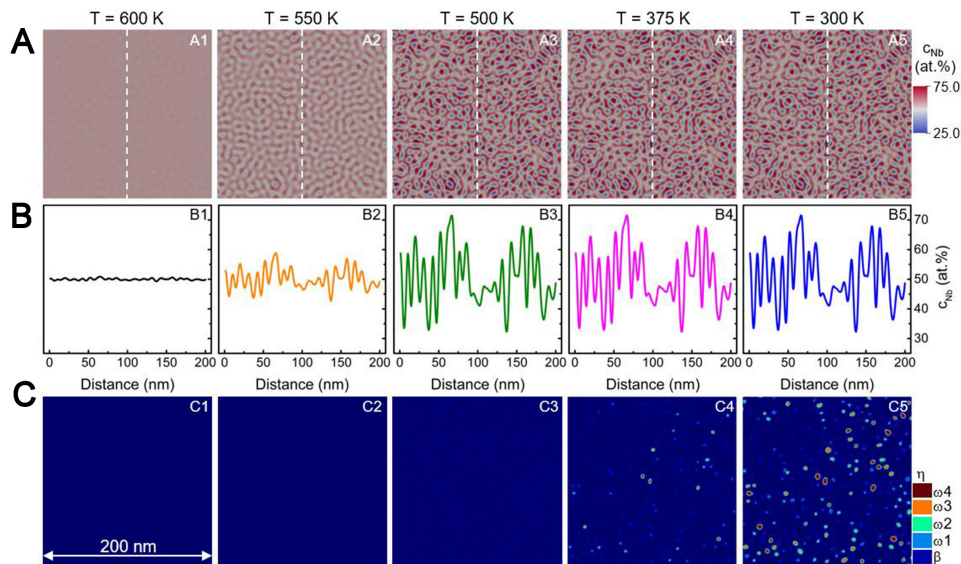 T = 600 K T = 550 K T = 500 K T = 375 K T = 300 K
A A1 A2 A3 A4 A5 cNb
(at.%)
75.0
25.0
B B1 B2 B3 B4 B5 70
60
50
40
30
cNb (at.%)
0 50 100 150 200 0 50 100 150 200 0 50 100 150 200 0 50 100 150 200 0 50 100 150 200
Distance (nm) Distance (nm) Distance (nm) Distance (nm) Distance (nm)
C C1 C2 C3 C4 C5
η
ω4
ω3
ω2
ω1
β
200 nm